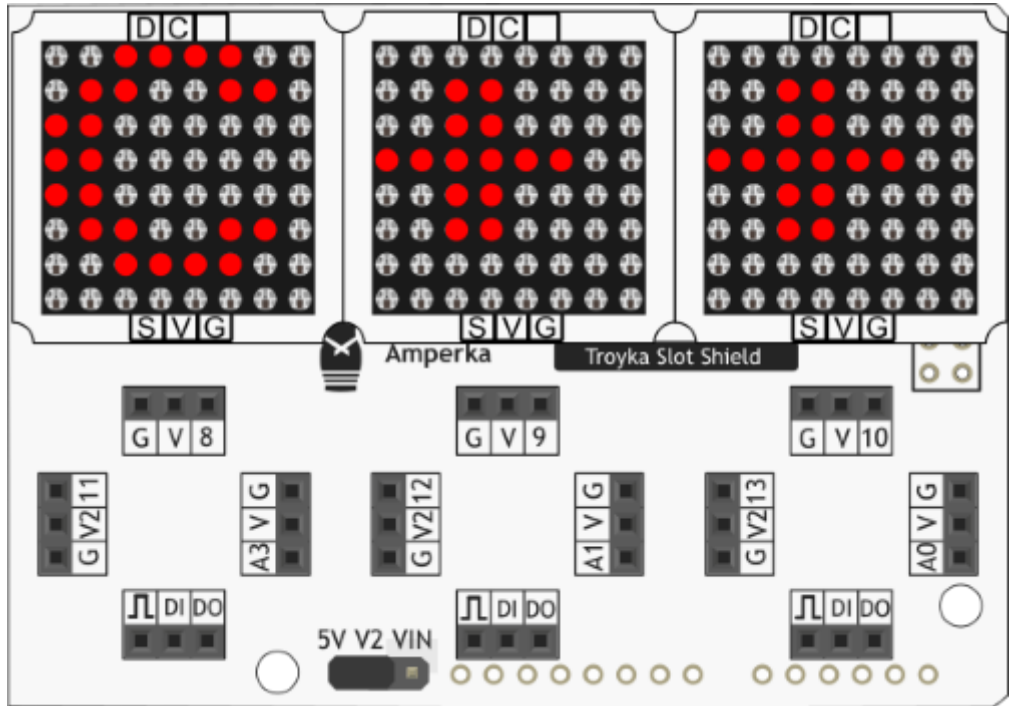 D C D C D C
C++
S V G S V G S V G
Amperka Troyka Slot Shield
G V 8 G V 9 G V 10
11 V2 G
G V A3
12 V2 G
G V A1
13 V2 G
G V A0
DI DO DI DO DI DO
5V V2 VIN